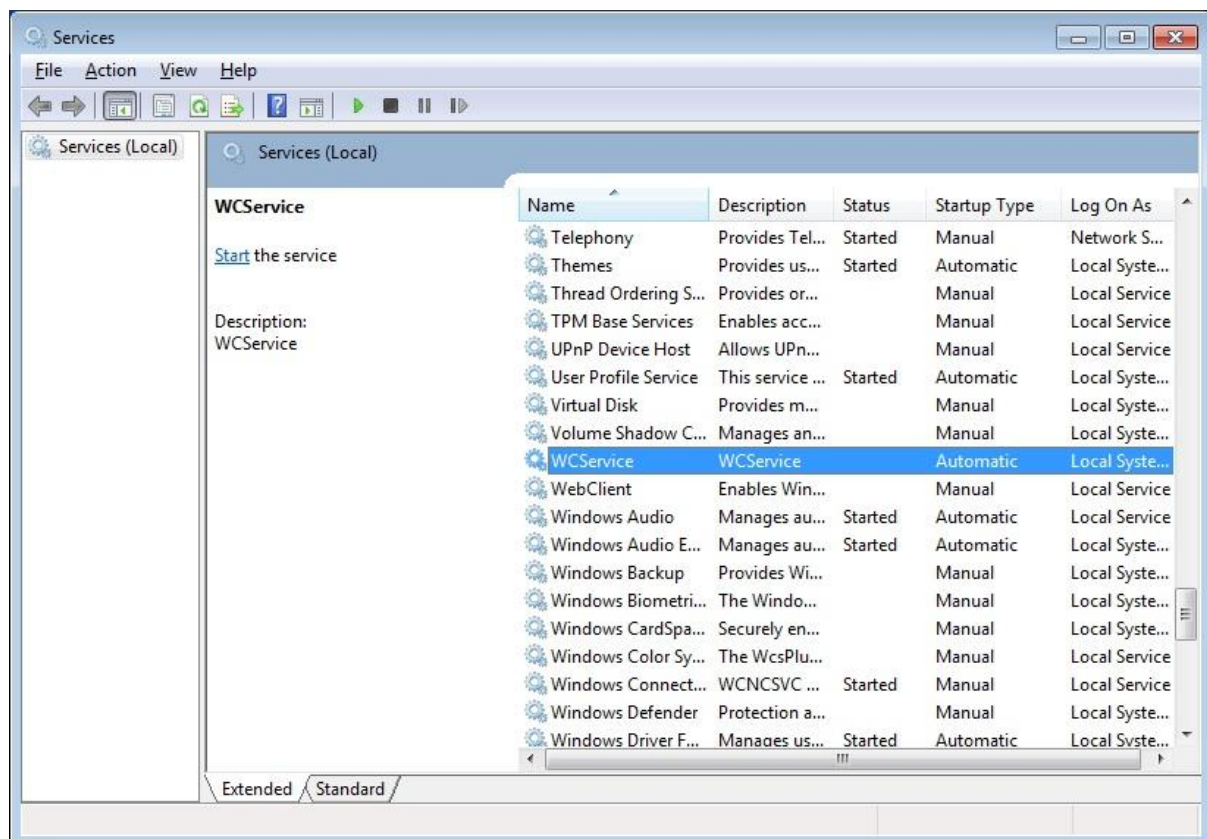 Services
File Action View Help
Services (Local)
Services (Local)
WCService
Start the service
Description:
WCService
Name Description Status Startup Type Log On As
Telephony Provides Tel... Started Manual Network S...
Themes Provides us... Started Automatic Local Syste...
Thread Ordering S... Provides or... Manual Local Service
TPM Base Services Enables acc... Manual Local Service
UPnP Device Host Allows UPn... Manual Local Service
User Profile Service This service ... Started Automatic Local Syste...
Virtual Disk Provides m... Manual Local Syste...
Volume Shadow C... Manages an... Manual Local Syste...
WCService WCService Automatic Local Syste...
WebClient Enables Win... Manual Local Service
Windows Audio Manages au... Started Automatic Local Service
Windows Audio E... Manages au... Started Automatic Local Syste...
Windows Backup Provides Wi... Manual Local Syste...
Windows Biometri... The Windo... Manual Local Syste...
Windows CardSpa... Securely en... Manual Local Syste...
Windows Color Sy... The WcsPlu... Manual Local Service
Windows Connect... WCNCSVC ... Started Manual Local Service
Windows Defender Protection a... Manual Local Syste...
Windows Driver F... Manages us... Started Automatic Local Syste...
Extended Standard